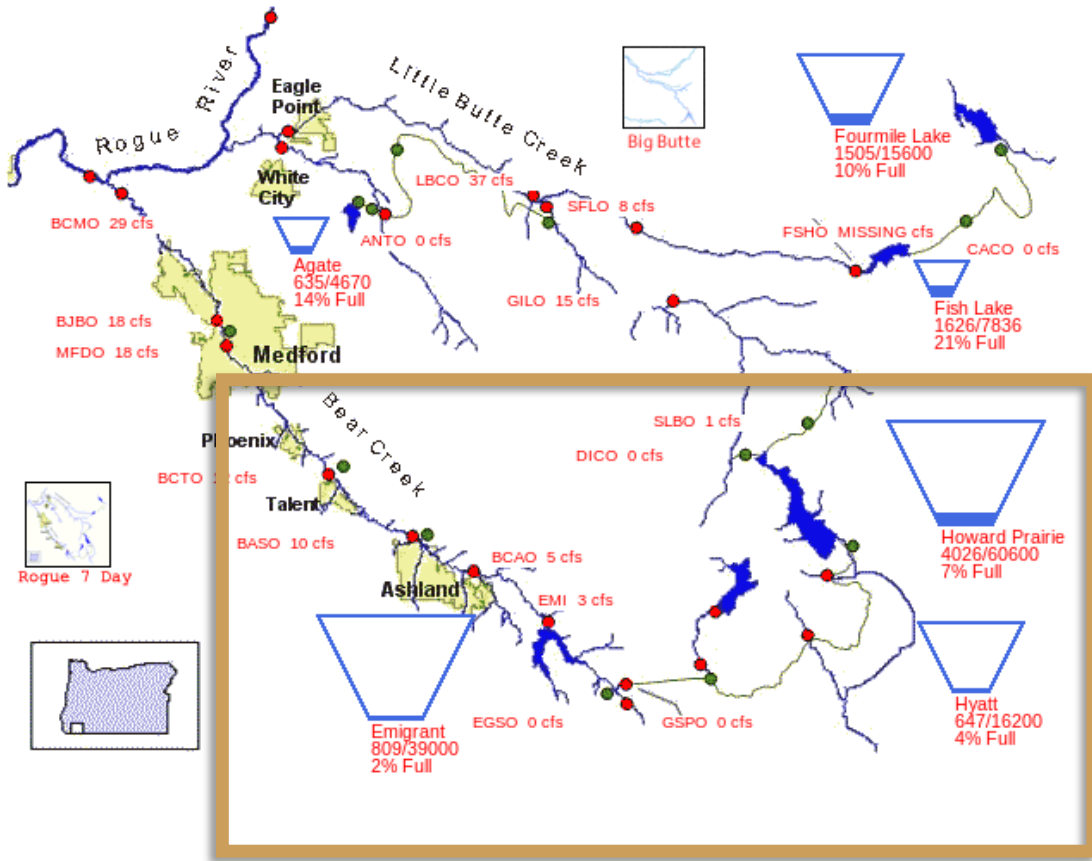 Rogue River
Little Butte Creek
Eagle
Point
White
City
Big Butte
Fourmile Lake
1505/15600
10% Full
LBCO 37 cfs
SFLO 8 cfs
BCMO 29 cfs
ANTO 0 cfs
FSHO MISSING cfs
CACO 0 cfs
Agate
635/4670
14% Full
GILO 15 cfs
Fish Lake
1626/7836
21% Full
BJBO 18 cfs
MFDO 18 cfs
Medford
Bear Creek
SLBO 1 cfs
Phoenix
DICO 0 cfs
BCTO cfs
Talent
Howard Prairie
4026/60600
7% Full
BASO 10 cfs
BCAO 5 cfs
Rogue 7 Day
Ashland
EMI 3 cfs
EGSO 0 cfs
GSPO 0 cfs
Emigrant
809/39000
2% Full
Hyatt
647/16200
4% Full